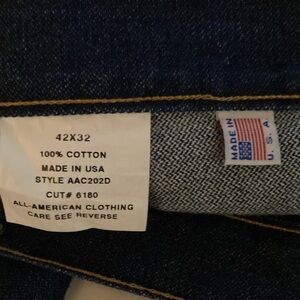 42X32
100% COTTON
MADE IN USA
STYLE AAC202D
CUT# 6180
ALL-AMERICAN CLOTHING
CARE SEE REVERSE
MADE IN
U. S. A.